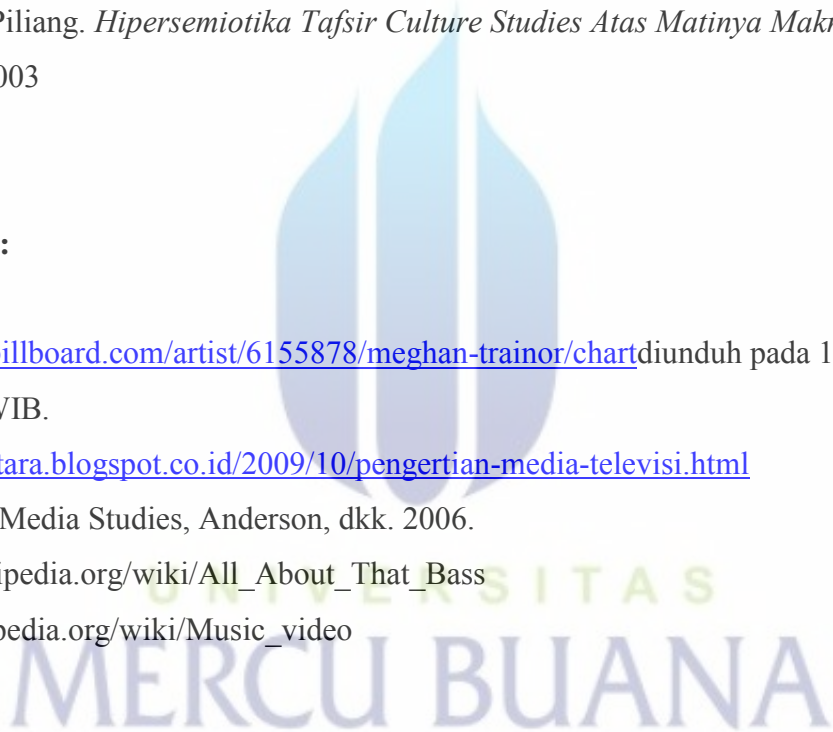 Piliang. Hipersemiotika Tafsir Culture Studies Atas Matinya
003
:
billboard.com/artist/6155878/meghan-trainor/chartdiunduh pada 1
WIB.
tara.blogspot.co.id/2009/10/pengertian-media-televisi.html
Media Studies, Anderson, dkk. 2006.
ipedia.org/wiki/All_About_That_Bass
pedia.org/wiki/Music_video
UNIVERSITAS
MERCU BUANA